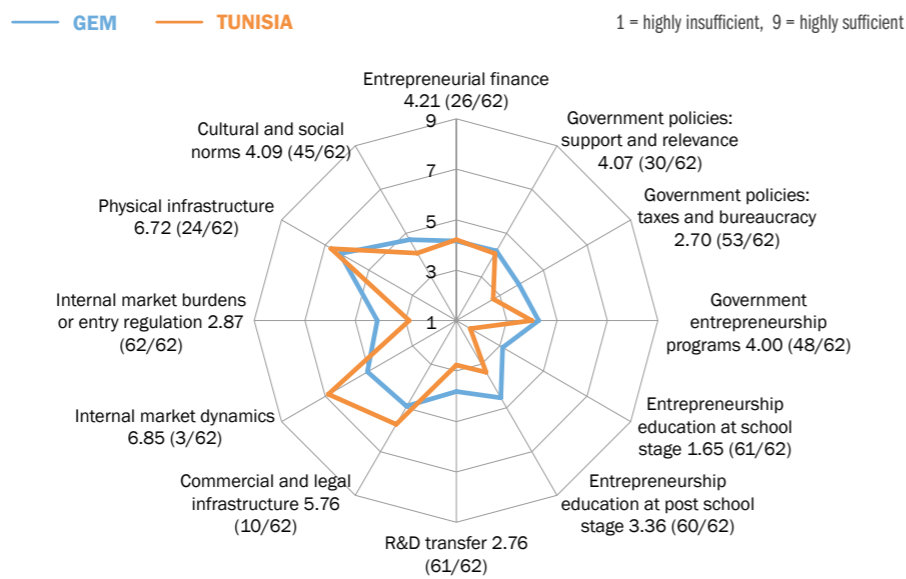 GEM
TUNISIA
1 = highly insufficient, 9 = highly sufficient
Entrepreneurial finance
4.21 (26/62)
Government policies:
support and relevance
4.07 (30/62)
Government policies:
taxes and bureaucracy
2.70 (53/62)
Government
entrepreneurship
programs 4.00 (48/62)
Entrepreneurship
education at school
stage 1.65 (61/62)
Entrepreneurship
education at post school
stage 3.36 (60/62)
R&D transfer 2.76
(61/62)
Commercial and legal
infrastructure 5.76
(10/62)
Internal market dynamics
6.85 (3/62)
Internal market burdens
or entry regulation 2.87
(62/62)
Physical infrastructure
6.72 (24/62)
Cultural and social
norms 4.09 (45/62)
9
7
5
3
1